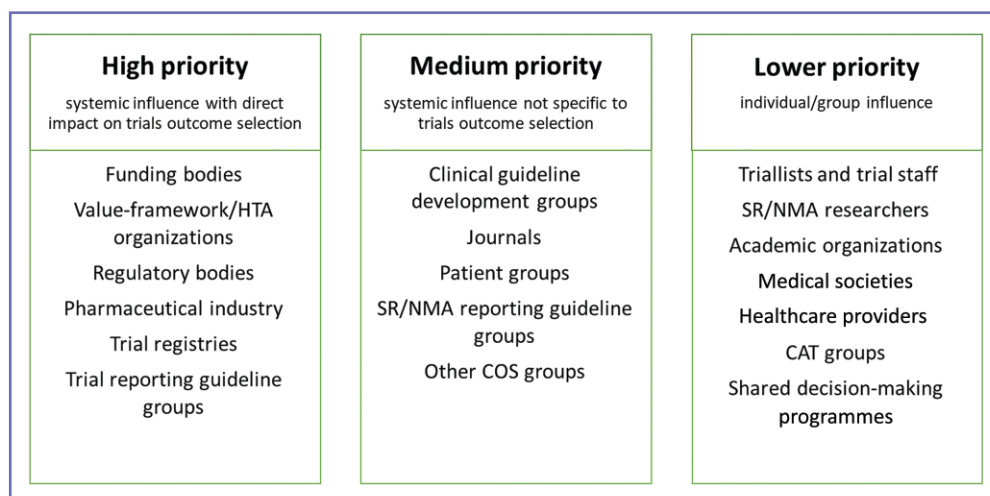 High priority
systemic influence with direct
impact on trials outcome selection
Funding bodies
Value-framework/HTA
organizations
Regulatory bodies
Pharmaceutical industry
Trial registries
Trial reporting guideline
groups
Medium priority
systemic influence not specific to
trials outcome selection
Clinical guideline
development groups
Journals
Patient groups
SR/NMA reporting guideline
groups
Other COS groups
Lower priority
individual/group influence
Triallists and trial staff
SR/NMA researchers
Academic organizations
Medical societies
Healthcare providers
CAT groups
Shared decision-making
programmes